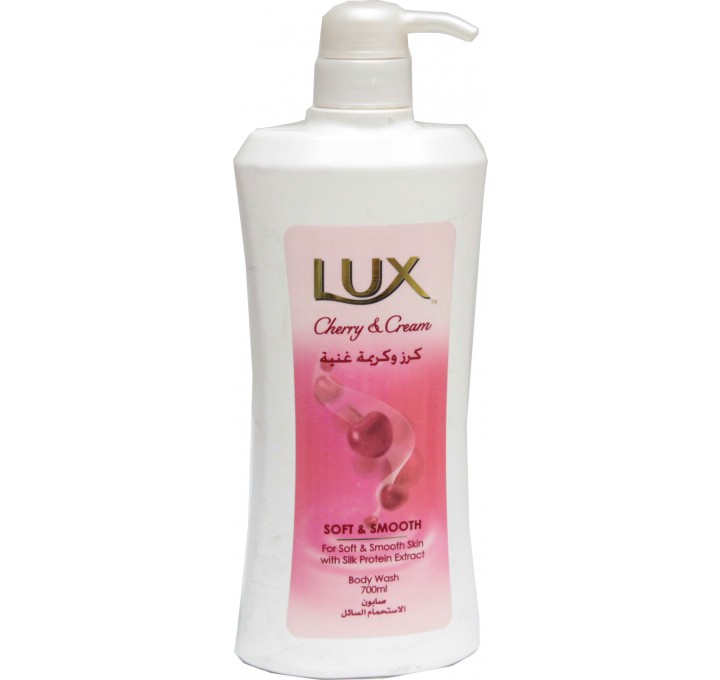 LUX
Cherry & Cream
كرز وكريمة غنية
SOFT & SMOOTH
For Soft & Smooth Skin
with Silk Protein Extract
Body Wash
700ml
صابون
الاستحمام السائل